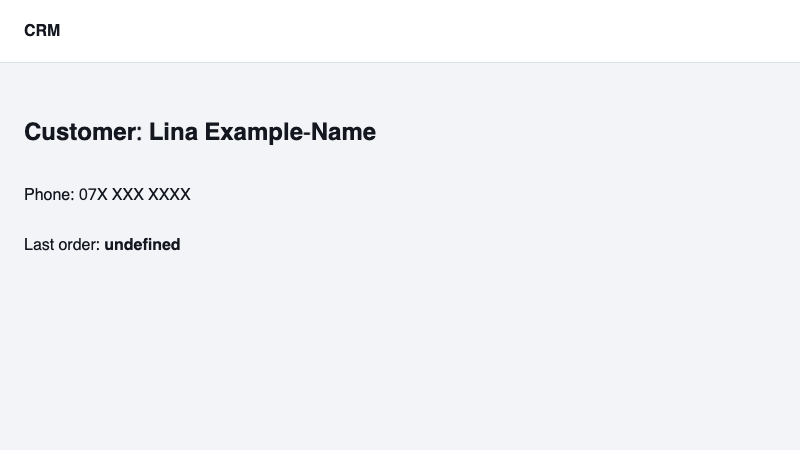 CRM
Customer: Lina Example-Name
Phone: 07X XXX XXXX
Last order: undefined